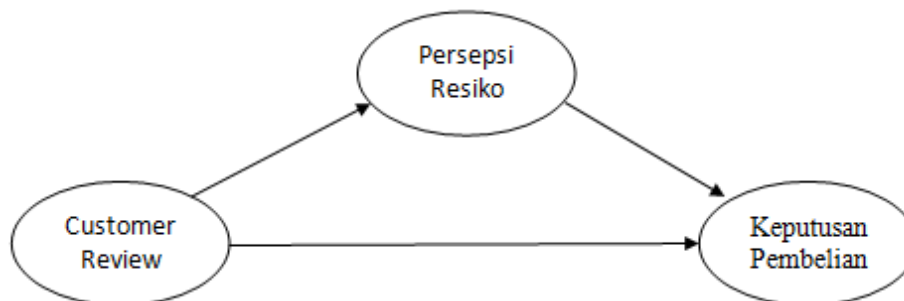 Persepsi
Resiko
Customer
Review
Keputusan
Pembelian